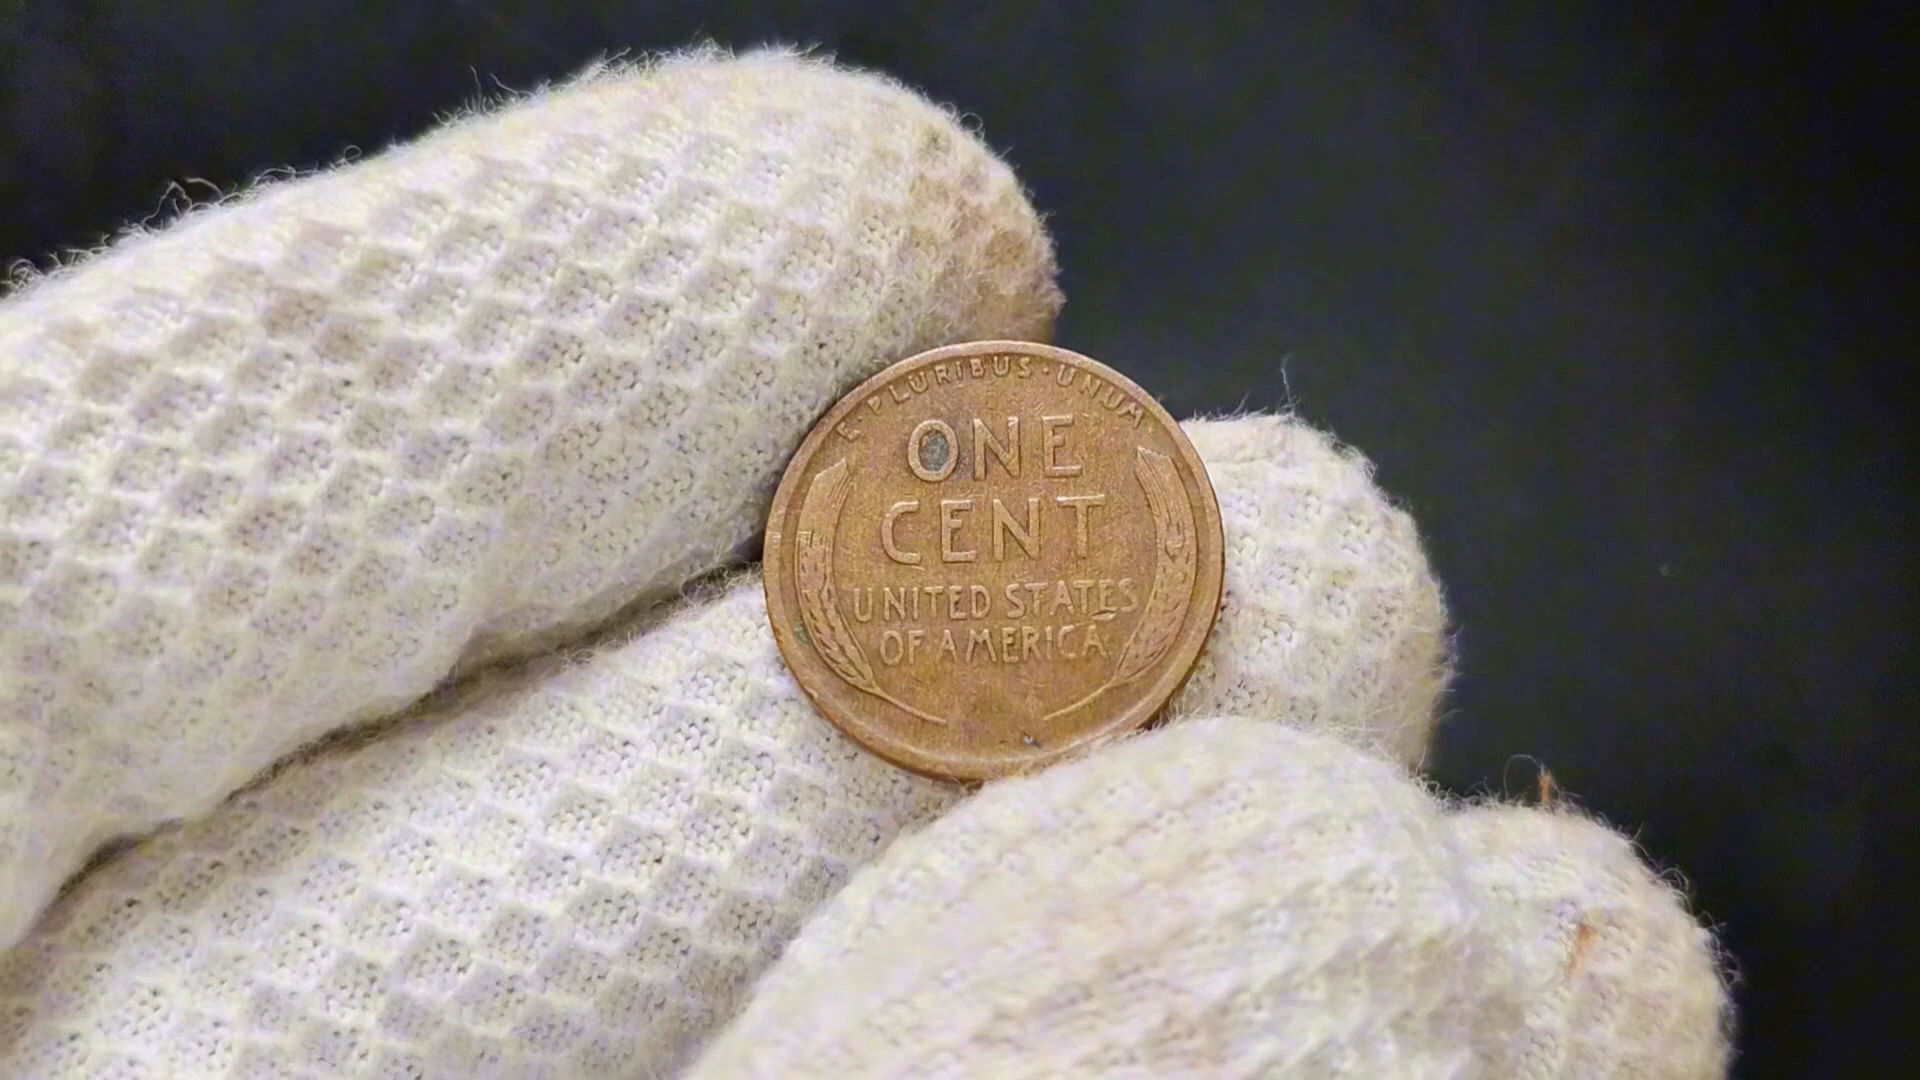 E · PLURIBUS · UNUM
ONE
CENT
UNITED STATES
OF AMERICA